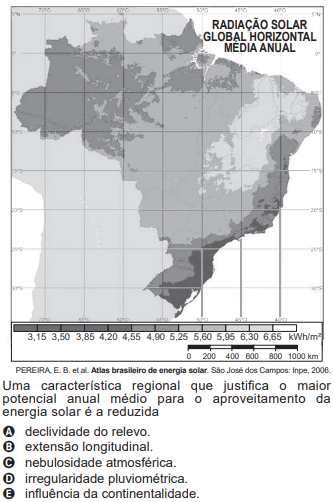 RADIAÇÃO SOLAR
GLOBAL HORIZONTAL
MÉDIA ANUAL
3,15 3,50 3,85 4,20 4,55 4,90 5,25 5,60 5,95 6,30 6,65 kWh/m²
0 200 400 600 800 1000 km
PEREIRA, E. B. et al. Atlas brasileiro de energia solar. São José dos Campos: Inpe, 2006.
Uma característica regional que justifica o maior
potencial anual médio para o aproveitamento da
energia solar é a reduzida
A declividade do relevo.
B extensão longitudinal.
C nebulosidade atmosférica.
D irregularidade pluviométrica.
E influência da continentalidade.